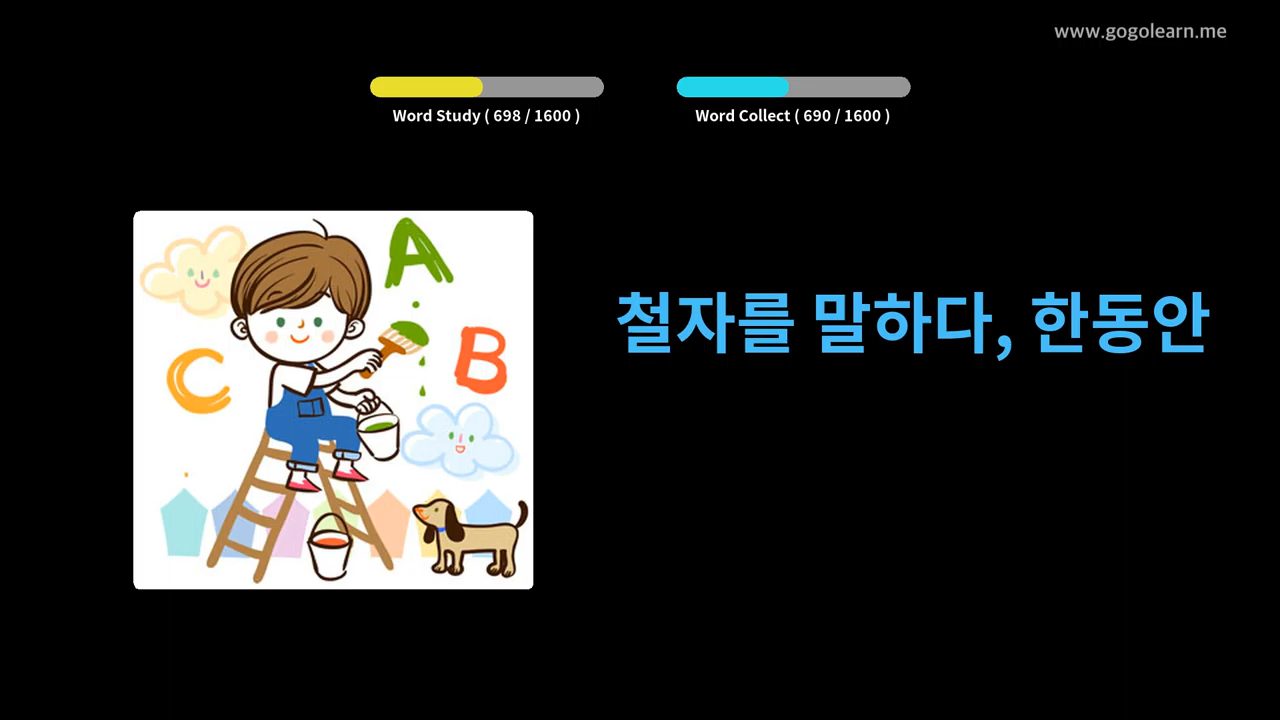 www.gogolearn.me
Word Study ( 698 / 1600 )
Word Collect ( 690 / 1600 )
A
B
C
철자를 말하다, 한동안